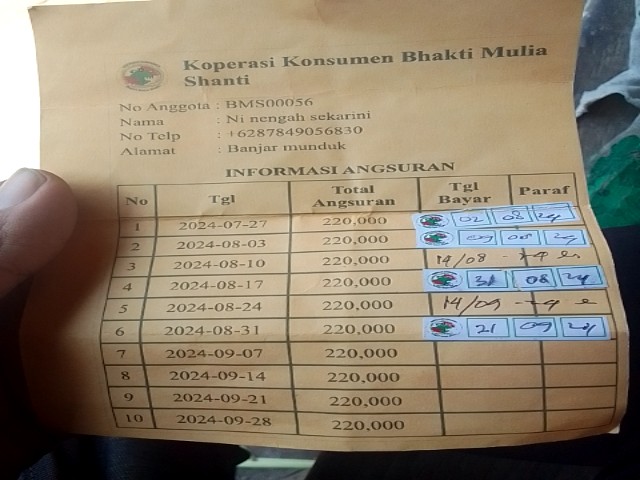 Koperasi Konsumen Bhakti Mulia
Shanti
No Anggota : BMS00056
Nama : Ni nengah sekarini
No Telp : +6287849056830
Alamat : Banjar munduk
INFORMASI ANGSURAN
No Tgl Total Angsuran Tgl Bayar Paraf
1 2024-07-27 220,000 02 08 24
2 2024-08-03 220,000 09 08 24
3 2024-08-10 220,000 14/08
4 2024-08-17 220,000 31 08 24
5 2024-08-24 220,000 14/09
6 2024-08-31 220,000 21 09 24
7 2024-09-07 220,000
8 2024-09-14 220,000
9 2024-09-21 220,000
10 2024-09-28 220,000